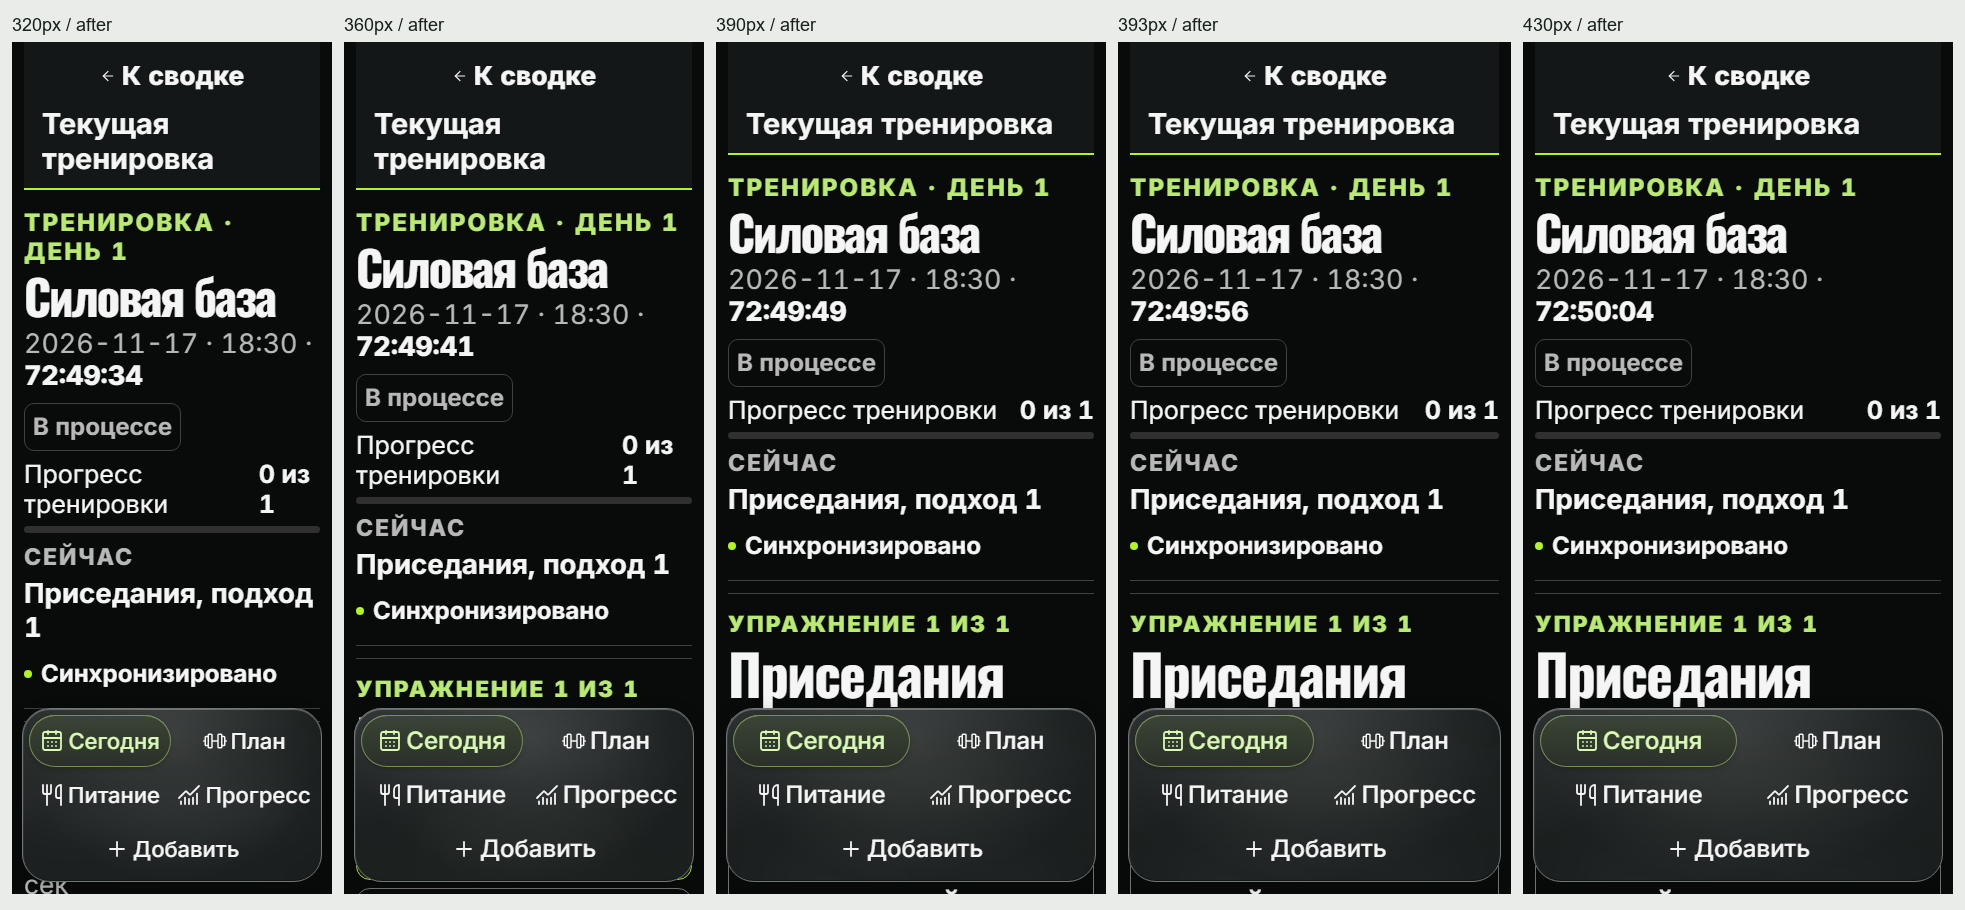 320px / after
← К сводке
Текущая
тренировка
ТРЕНИРОВКА ·
ДЕНЬ 1
Силовая база
2026-11-17 · 18:30 ·
72:49:34
В процессе
Прогресс
тренировки
0 из
1
СЕЙЧАС
Приседания, подход
1
Синхронизировано
Сегодня
План
Питание
Прогресс
+ Добавить
сек
360px / after
← К сводке
Текущая
тренировка
ТРЕНИРОВКА · ДЕНЬ 1
Силовая база
2026-11-17 · 18:30 ·
72:49:41
В процессе
Прогресс
тренировки
0 из
1
СЕЙЧАС
Приседания, подход 1
Синхронизировано
УПРАЖНЕНИЕ 1 ИЗ 1
Сегодня
План
Питание
Прогресс
+ Добавить
390px / after
← К сводке
Текущая тренировка
ТРЕНИРОВКА · ДЕНЬ 1
Силовая база
2026-11-17 · 18:30 ·
72:49:49
В процессе
Прогресс тренировки 0 из 1
СЕЙЧАС
Приседания, подход 1
Синхронизировано
УПРАЖНЕНИЕ 1 ИЗ 1
Приседания
Сегодня
План
Питание
Прогресс
+ Добавить
393px / after
← К сводке
Текущая тренировка
ТРЕНИРОВКА · ДЕНЬ 1
Силовая база
2026-11-17 · 18:30 ·
72:49:56
В процессе
Прогресс тренировки 0 из 1
СЕЙЧАС
Приседания, подход 1
Синхронизировано
УПРАЖНЕНИЕ 1 ИЗ 1
Приседания
Сегодня
План
Питание
Прогресс
+ Добавить
430px / after
← К сводке
Текущая тренировка
ТРЕНИРОВКА · ДЕНЬ 1
Силовая база
2026-11-17 · 18:30 ·
72:50:04
В процессе
Прогресс тренировки 0 из 1
СЕЙЧАС
Приседания, подход 1
Синхронизировано
УПРАЖНЕНИЕ 1 ИЗ 1
Приседания
Сегодня
План
Питание
Прогресс
+ Добавить